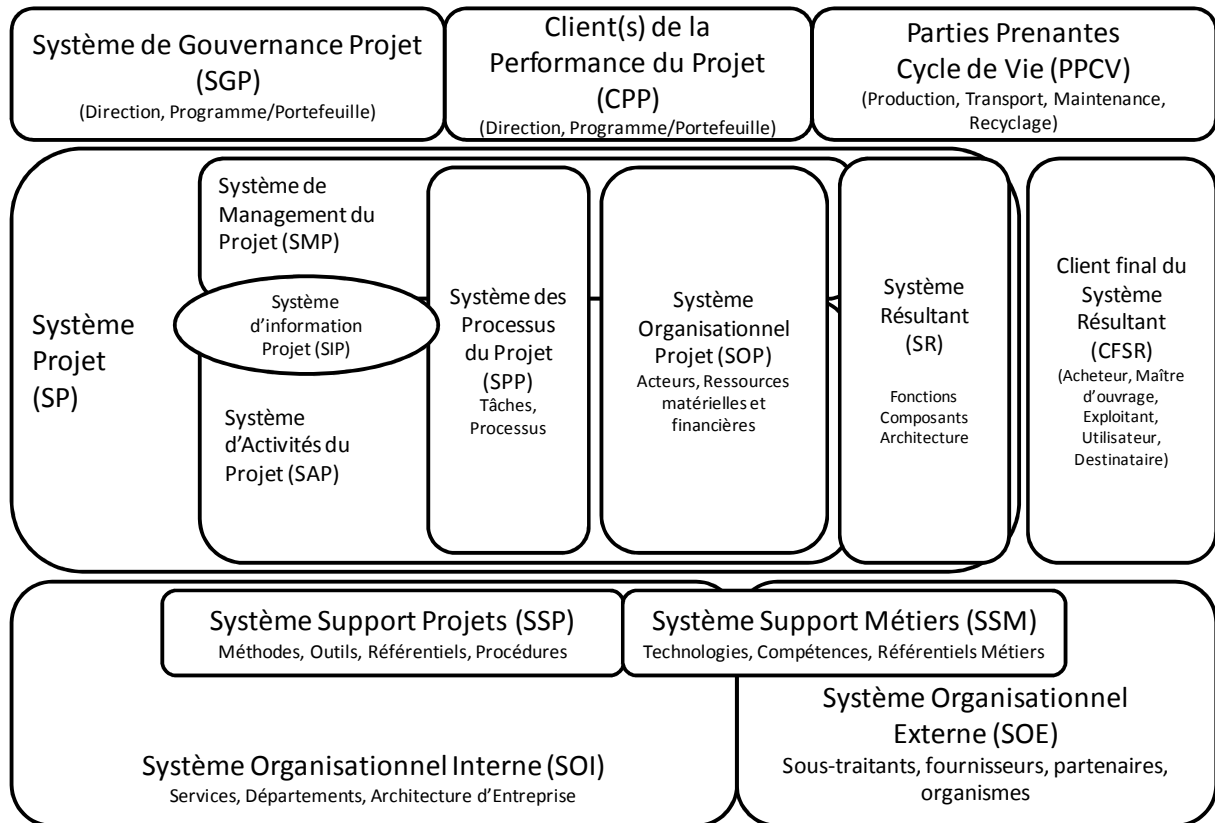 Système de Gouvernance Projet
(SGP)
(Direction, Programme/Portefeuille)
Client(s) de la
Performance du Projet
(CPP)
(Direction, Programme/Portefeuille)
Parties Prenantes
Cycle de Vie (PPCV)
(Production, Transport, Maintenance,
Recyclage)
Système
Projet
(SP)
Système de
Management du
Projet (SMP)
Système
d’information
Projet (SIP)
Système
d’Activités du
Projet (SAP)
Système des
Processus
du Projet
(SPP)
Tâches,
Processus
Système
Organisationnel
Projet (SOP)
Acteurs, Ressources
matérielles et
financières
Système
Résultant
(SR)
Fonctions
Composants
Architecture
Client final du
Système
Résultant
(CFSR)
(Acheteur, Maître
d’ouvrage,
Exploitant,
Utilisateur,
Destinataire)
Système Support Projets (SSP)
Méthodes, Outils, Référentiels, Procédures
Système Support Métiers (SSM)
Technologies, Compétences, Référentiels Métiers
Système Organisationnel Interne (SOI)
Services, Départements, Architecture d’Entreprise
Système Organisationnel
Externe (SOE)
Sous-traitants, fournisseurs, partenaires,
organismes